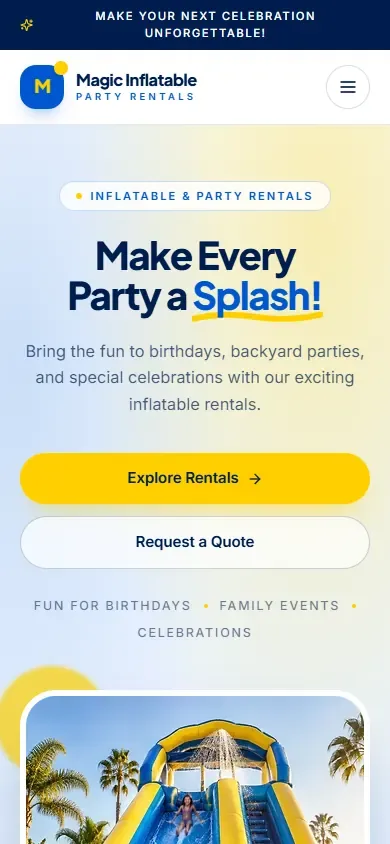 MAKE YOUR NEXT CELEBRATION
UNFORGETTABLE!
M
Magic Inflatable
PARTY RENTALS
INFLATABLE & PARTY RENTALS
Make Every
Party a Splash!
Bring the fun to birthdays, backyard parties,
and special celebrations with our exciting
inflatable rentals.
Explore Rentals →
Request a Quote
FUN FOR BIRTHDAYS • FAMILY EVENTS •
CELEBRATIONS